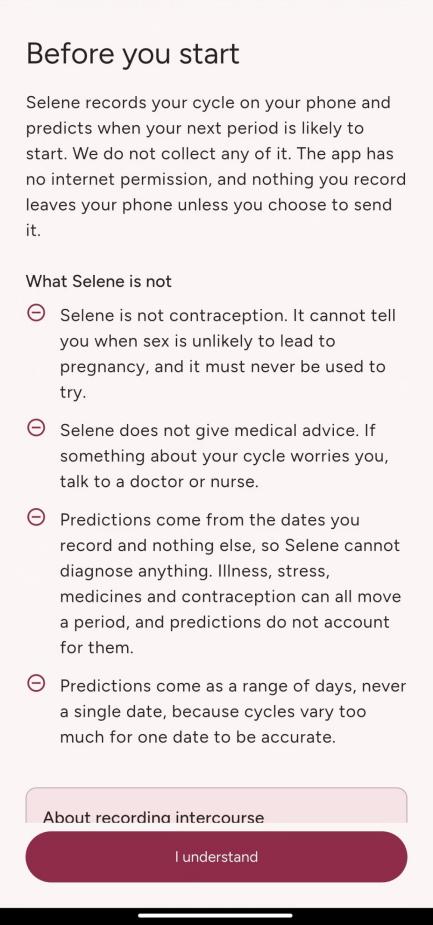 Before you start
Selene records your cycle on your phone and
predicts when your next period is likely to
start. We do not collect any of it. The app has
no internet permission, and nothing you record
leaves your phone unless you choose to send
it.
What Selene is not
Selene is not contraception. It cannot tell
you when sex is unlikely to lead to
pregnancy, and it must never be used to
try.
Selene does not give medical advice. If
something about your cycle worries you,
talk to a doctor or nurse.
Predictions come from the dates you
record and nothing else, so Selene cannot
diagnose anything. Illness, stress,
medicines and contraception can all move
a period, and predictions do not account
for them.
Predictions come as a range of days, never
a single date, because cycles vary too
much for one date to be accurate.
About recording intercourse
I understand